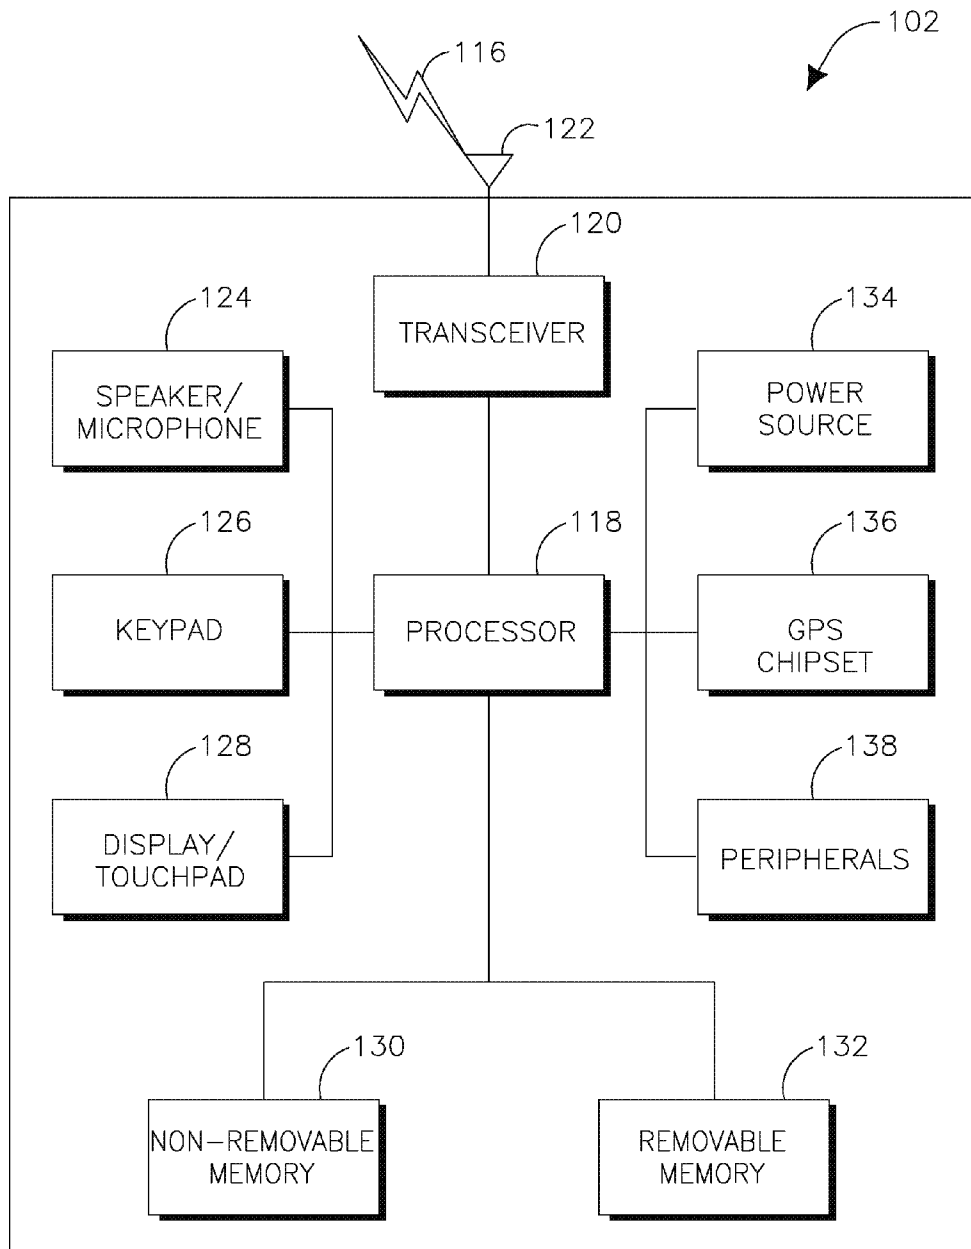 102
116
122
120
TRANSCEIVER
124
SPEAKER/
MICROPHONE
134
POWER
SOURCE
126
KEYPAD
118
PROCESSOR
136
GPS
CHIPSET
128
DISPLAY/
TOUCHPAD
138
PERIPHERALS
130
NON-REMOVABLE
MEMORY
132
REMOVABLE
MEMORY